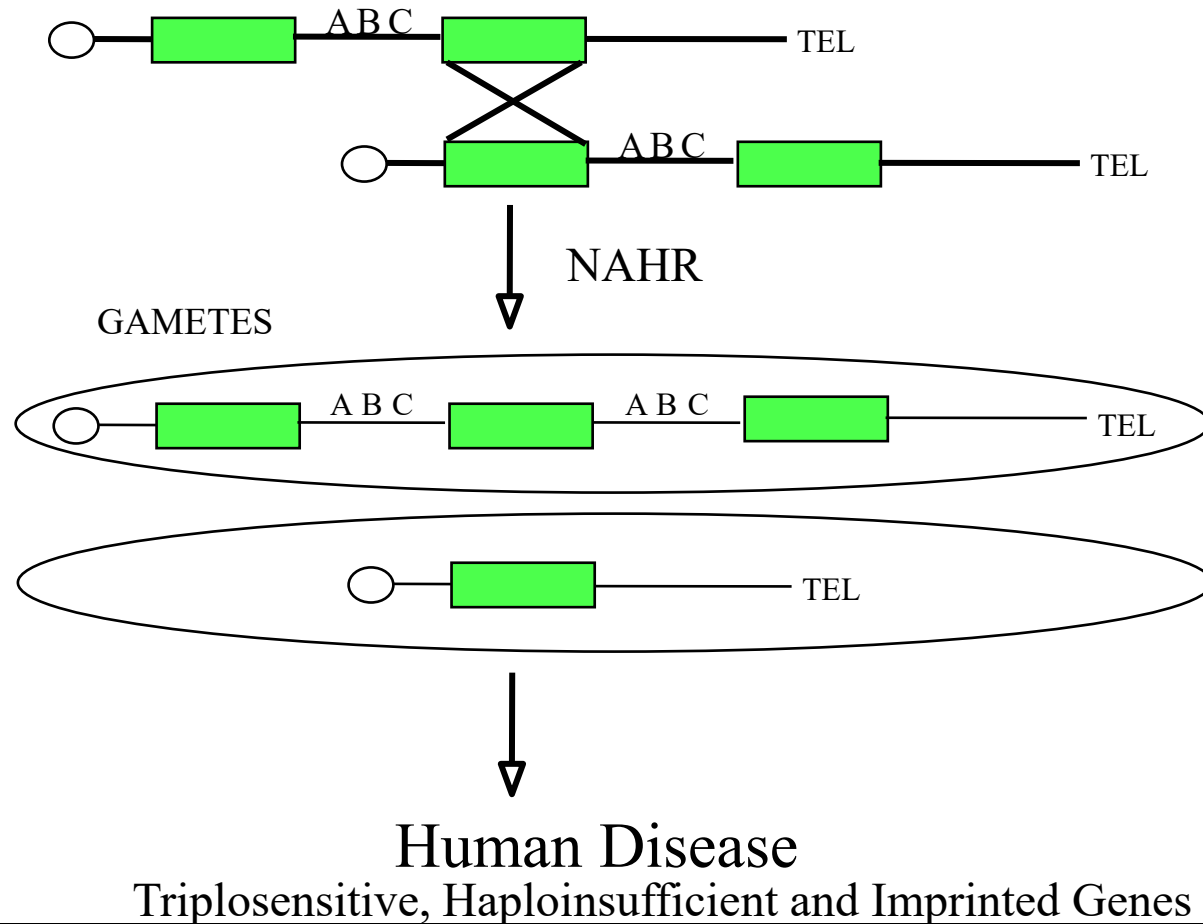 A B C
TEL
A B C
TEL
NAHR
GAMETES
A B C A B C
TEL
TEL
Human Disease
Triplosensitive, Haploinsufficient and Imprinted Genes